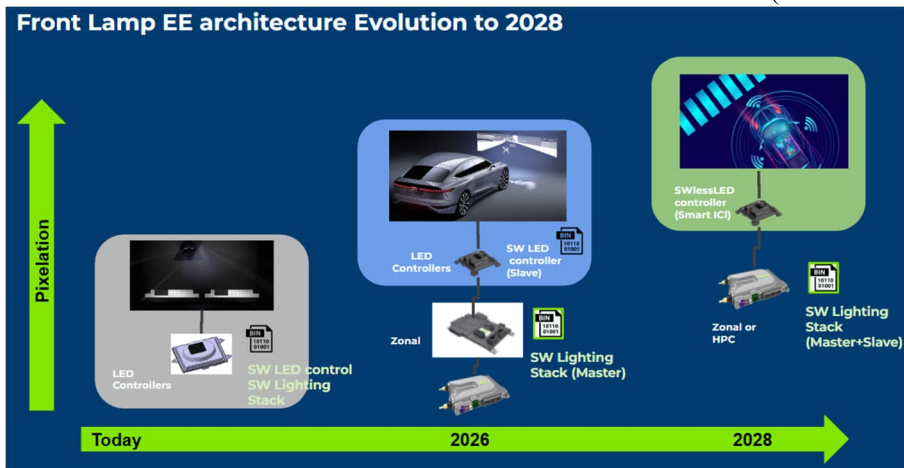 Front Lamp EE architecture Evolution to 2028
Pixelation
LED
Controllers
BIN
10110
01001
SW LED control
SW Lighting
Stack
LED
Controllers
SW LED
controller
(Slave)
BIN
10110
01001
Zonal
BIN
10110
01001
SW Lighting
Stack (Master)
SWlessLED
controller
(Smart ICI)
Zonal or
HPC
BIN
10110
01001
SW Lighting
Stack
(Master+Slave)
Today
2026
2028